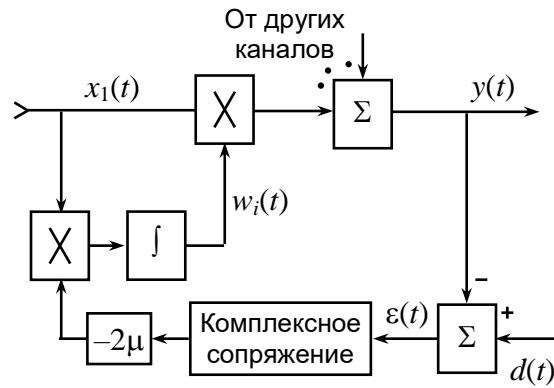 От других
каналов
x₁(t)
Σ
y(t)
∫
wᵢ(t)
–
+
–2μ
Комплексное
сопряжение
ε(t)
Σ
d(t)